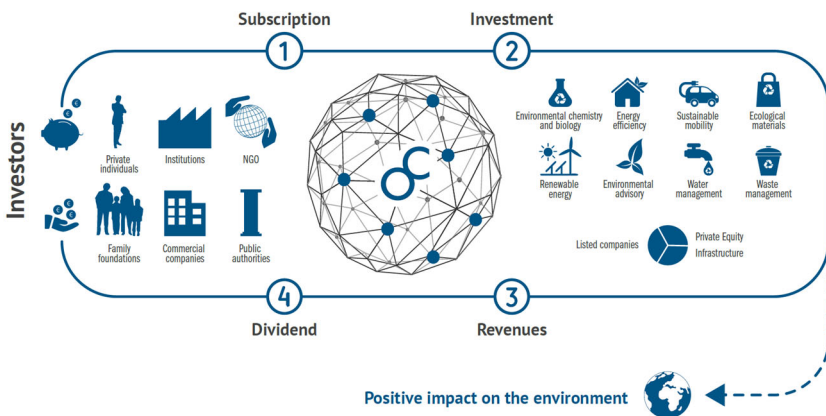 Subscription
Investment
1
2
Investors
€
€
Private
individuals
Institutions
NGO
€
€
€
Family
foundations
Commercial
companies
Public
authorities
OC
Environmental chemistry
and biology
Energy
efficiency
Sustainable
mobility
Ecological
materials
Renewable
energy
Environmental
advisory
Water
management
Waste
management
Listed companies
Private Equity
Infrastructure
4
3
Dividend
Revenues
Positive impact on the environment